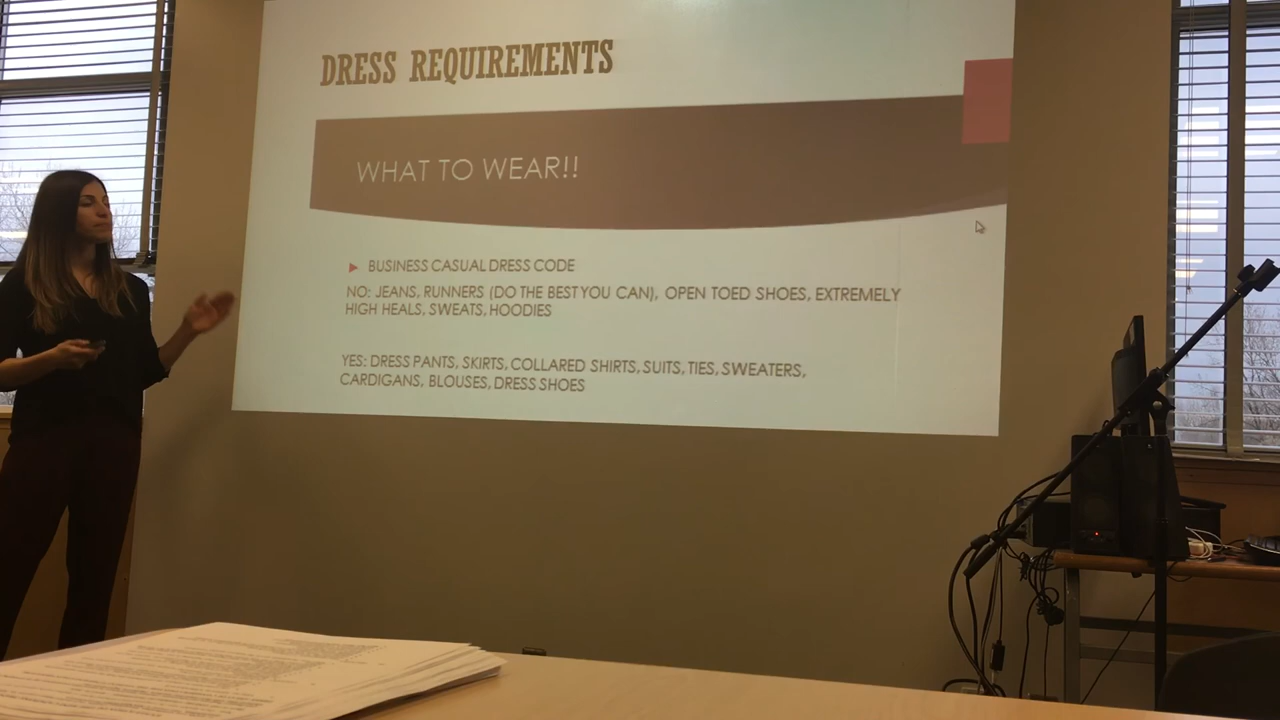 DRESS REQUIREMENTS
WHAT TO WEAR!!
BUSINESS CASUAL DRESS CODE
NO: JEANS, RUNNERS (DO THE BEST YOU CAN), OPEN TOED SHOES, EXTREMELY
HIGH HEALS, SWEATS, HOODIES
YES: DRESS PANTS, SKIRTS, COLLARED SHIRTS, SUITS, TIES, SWEATERS,
CARDIGANS, BLOUSES, DRESS SHOES